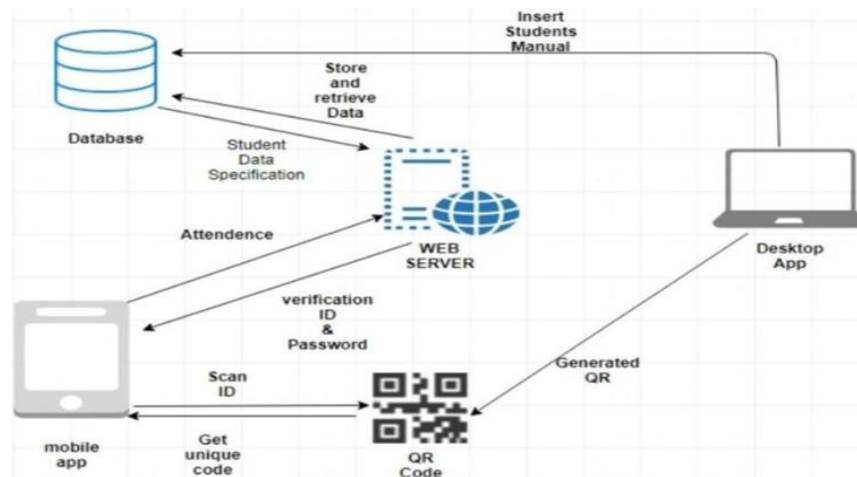 Insert
Students
Manual
Store
and
retrieve
Data
Database
Student
Data
Specification
Attendence
WEB
SERVER
Desktop
App
verification
ID
&
Password
Generated
QR
Scan
ID
mobile
app
Get
unique
code
QR
Code